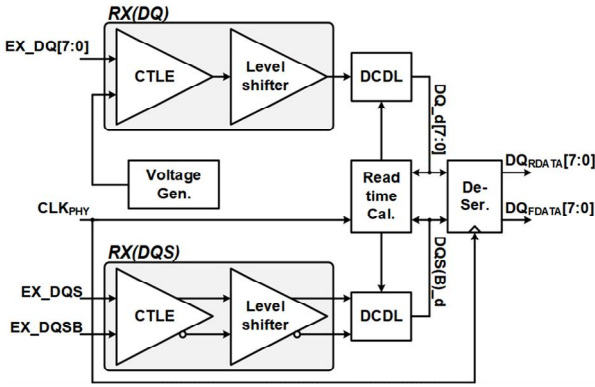 RX(DQ)
EX_DQ[7:0]
CTLE
Level
shifter
DCDL
DQ_d[7:0]
Voltage
Gen.
Read
time
Cal.
De-
Ser.
DQRDATA[7:0]
DQFDATA[7:0]
CLKPHY
RX(DQS)
DQS(B)_d
EX_DQS
EX_DQSB
CTLE
Level
shifter
DCDL